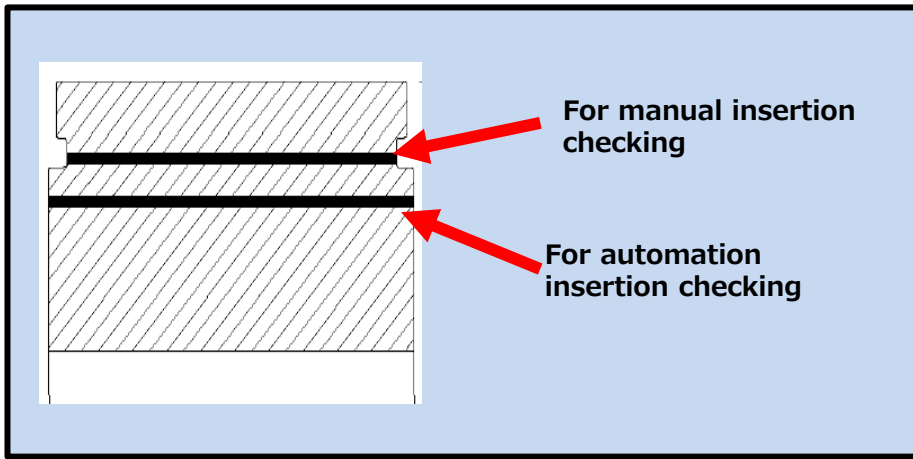 For manual insertion
checking
For automation
insertion checking